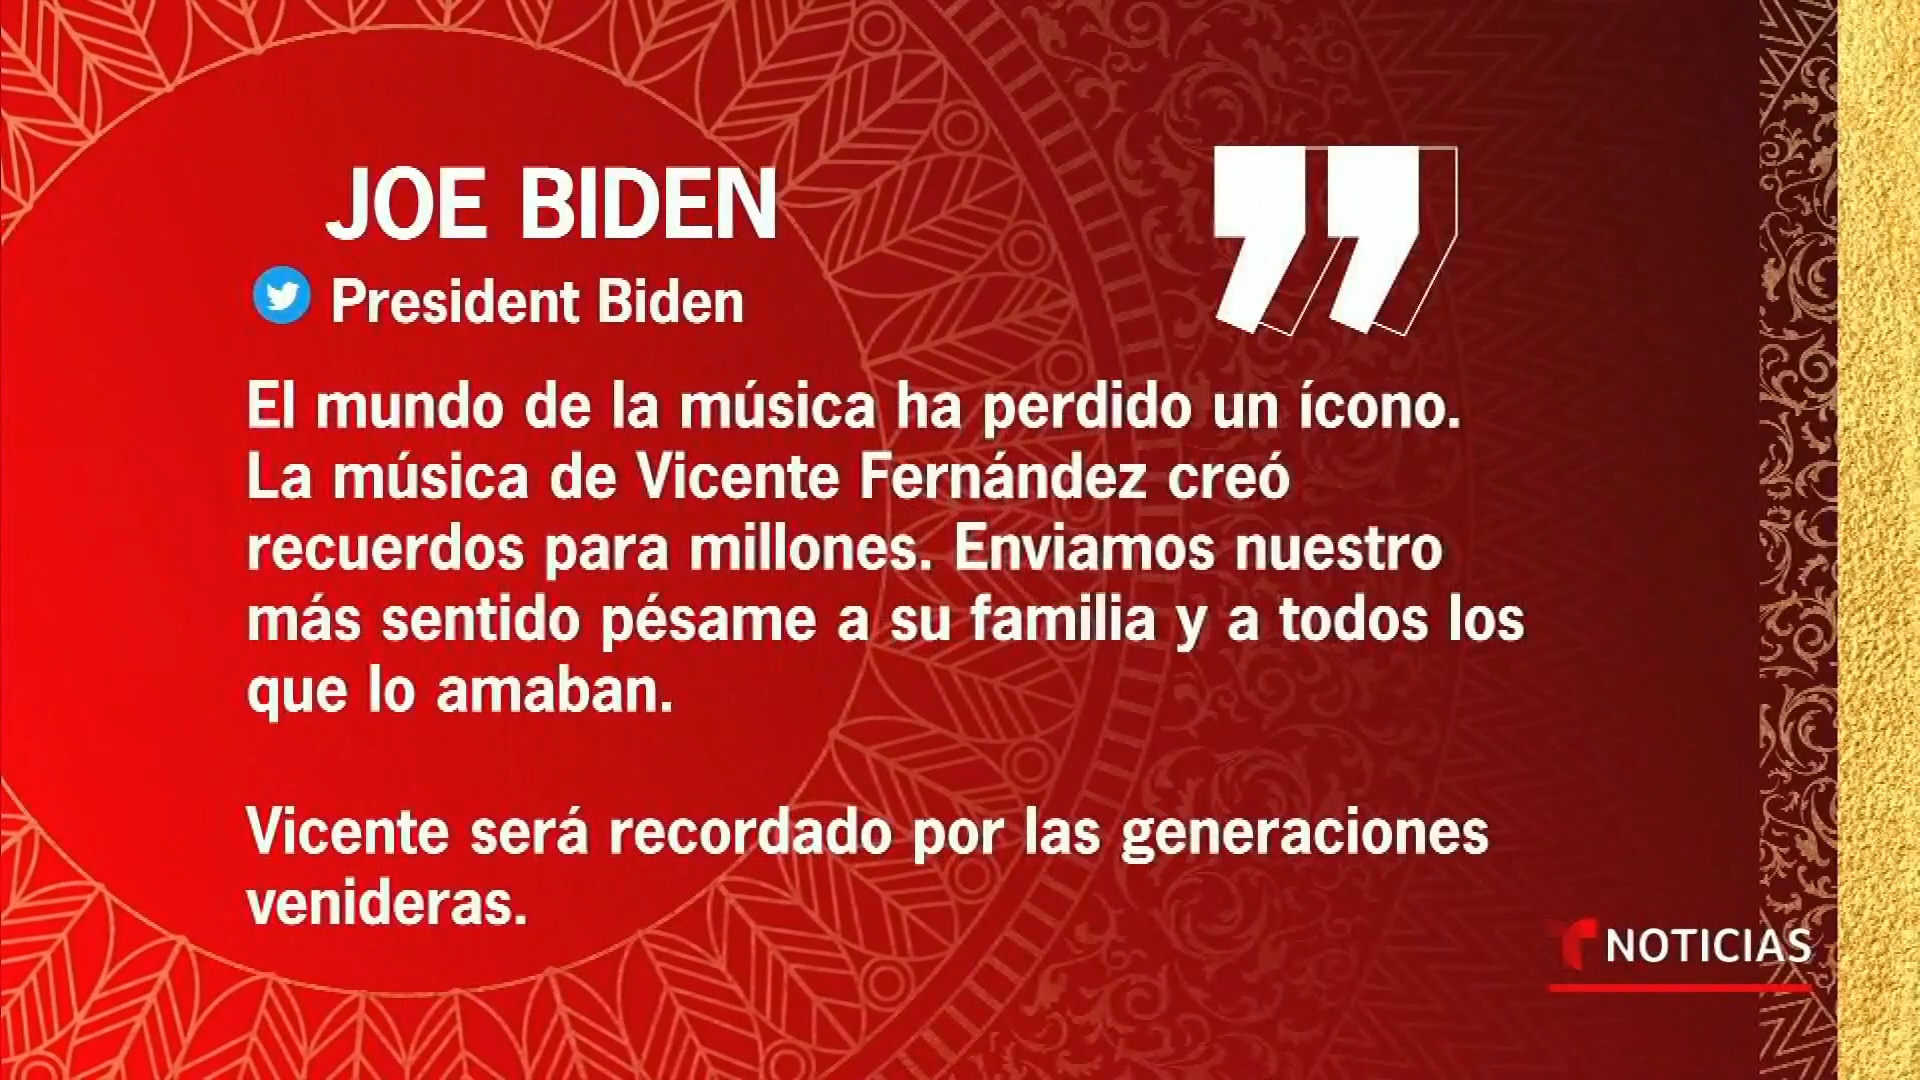 JOE BIDEN
President Biden
El mundo de la música ha perdido un ícono.
La música de Vicente Fernández creó
recuerdos para millones. Enviamos nuestro
más sentido pésame a su familia y a todos los
que lo amaban.
Vicente será recordado por las generaciones
venideras.
NOTICIAS